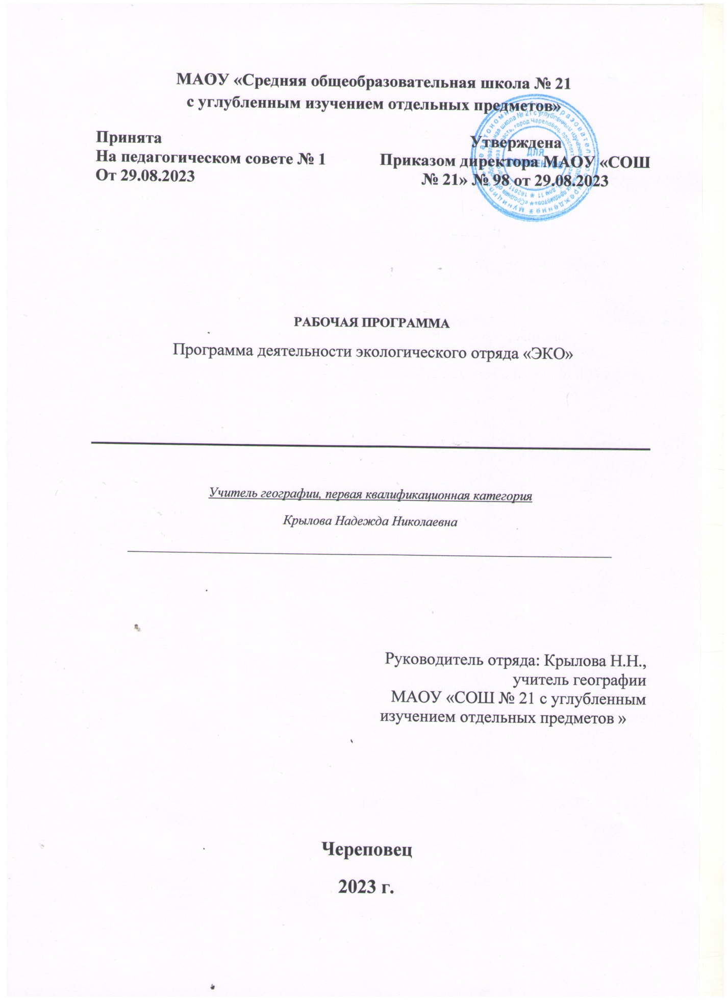 МАОУ «Средняя общеобразовательная школа № 21
с углубленным изучением отдельных предметов»
Принята
На педагогическом совете № 1
От 29.08.2023
Утверждена
Приказом директора МАОУ «СОШ
№ 21» № 98 от 29.08.2023
ДЛЯ
РАБОЧАЯ ПРОГРАММА
Программа деятельности экологического отряда «ЭКО»
Учитель географии, первая квалификационная категория
Крылова Надежда Николаевна
Руководитель отряда: Крылова Н.Н.,
учитель географии
МАОУ «СОШ № 21 с углубленным
изучением отдельных предметов »
Череповец
2023 г.